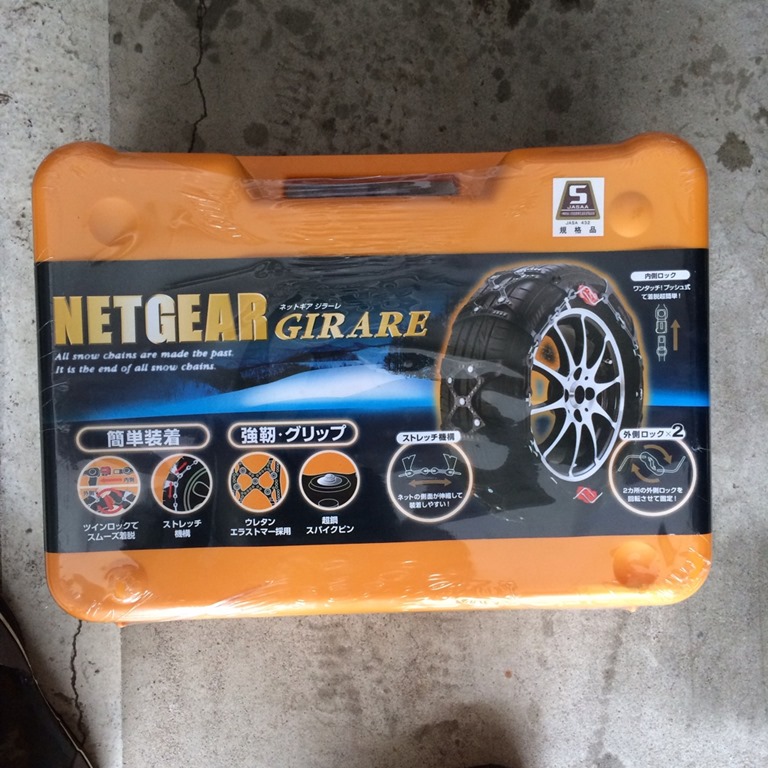 S
JASAA
JASA 432
規格品
ネットギア ジラーレ
NETGEAR GIRARE
All snow chains are made the past.
It is the end of all snow chains.
内側ロック
ワンタッチ!プッシュ式
で着脱超簡単!
簡単装着
内側
ツインロックで
スムーズ着脱
ストレッチ
機構
強靭・グリップ
ウレタン
エラストマー採用
超鋼
スパイクピン
ストレッチ機構
ネットの側面が伸縮して
装着しやすい!
外側ロック×2
2カ所の外側ロックを
回転させて固定!